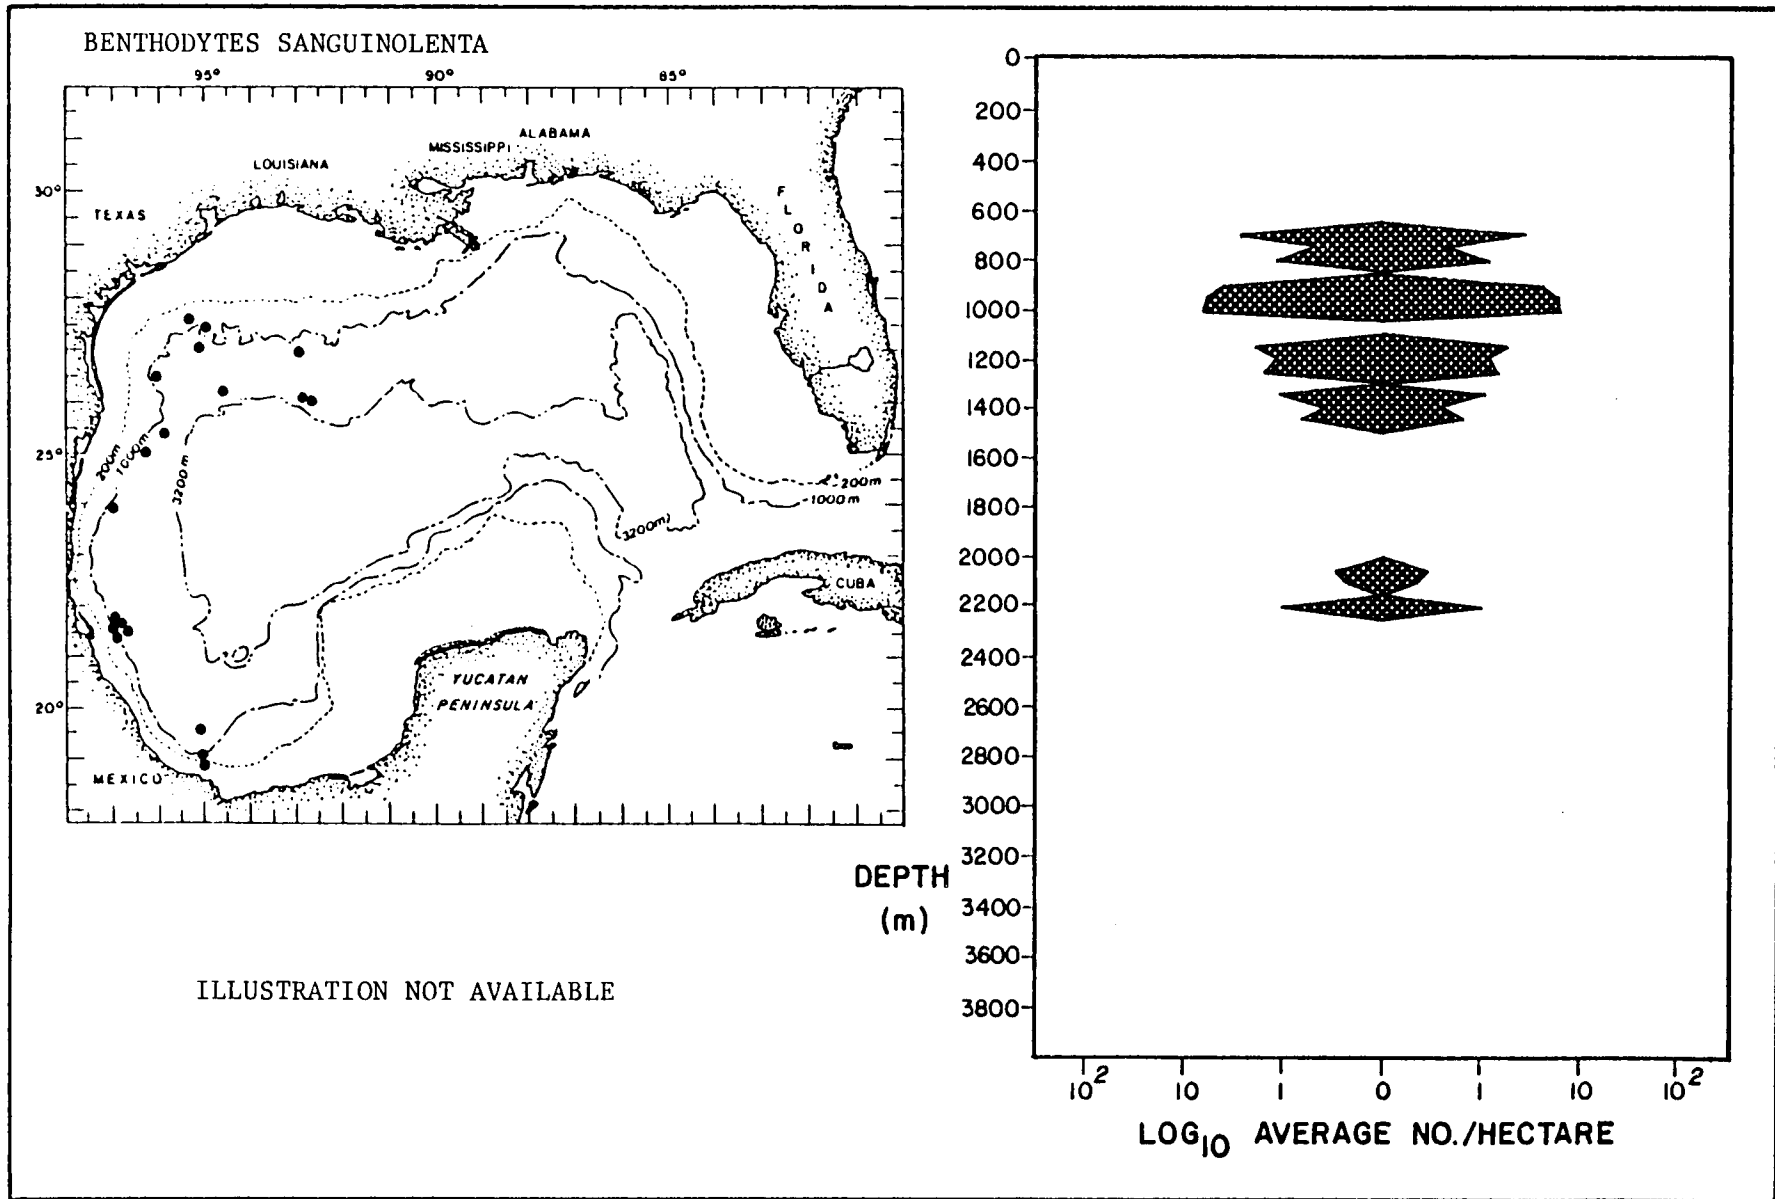 BENTHODYTES SANGUINOLENTA
95° 90° 85°
ALABAMA
MISSISSIPPI
LOUISIANA
30°
TEXAS
FLORIDA
25°
200m
1000m
3200m
200m
1000m
3200m
CUBA
YUCATAN
PENINSULA
20°
MEXICO
ILLUSTRATION NOT AVAILABLE
DEPTH
(m)
0
200
400
600
800
1000
1200
1400
1600
1800
2000
2200
2400
2600
2800
3000
3200
3400
3600
3800
10² 10 1 0 1 10 10²
LOG₁₀ AVERAGE NO./HECTARE